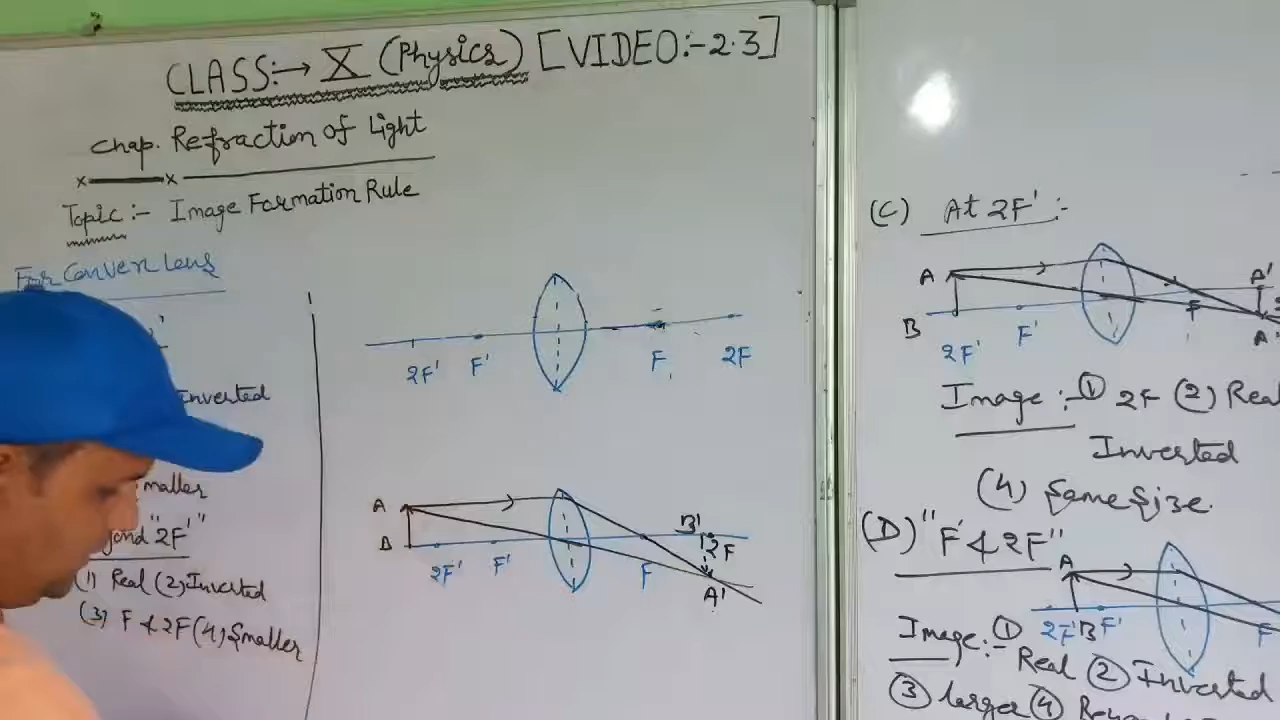 CLASS:→ X (Physics) [VIDEO:-2.3]
Chap. Refraction of Light
Topic :- Image Formation Rule
For Conven Lens
Inverted
maller
"2F'"
(1) Real (2) Inverted
(3) F & 2F (4) Smaller
2F' F' F 2F
A
B 2F' F' F B' 2F A'
(C) At 2F' :-
A A'
B 2F' F' F
Image :- ① 2F (2) Real
Inverted
(4) Same Size.
(D) "F' & 2F"
A
2F' B F' F
Image :- ①
Real ② Inverted
③ larger ④